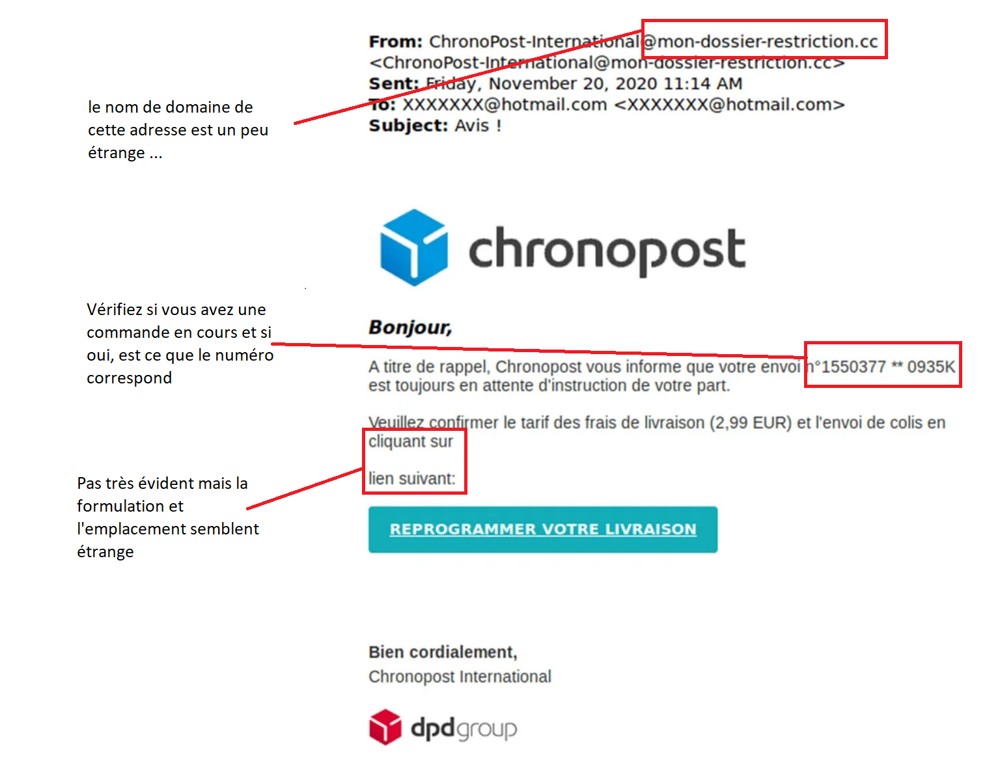 From: ChronoPost-International@mon-dossier-restriction.cc
<ChronoPost-International@mon-dossier-restriction.cc>
Sent: Friday, November 20, 2020 11:14 AM
To: XXXXXXX@hotmail.com <XXXXXXX@hotmail.com>
Subject: Avis !
le nom de domaine de
cette adresse est un peu
étrange ...
chronopost
Vérifiez si vous avez une
commande en cours et si
oui, est ce que le numéro
correspond
Bonjour,
A titre de rappel, Chronopost vous informe que votre envoi n°1550377 ** 0935K
est toujours en attente d'instruction de votre part.
Veuillez confirmer le tarif des frais de livraison (2,99 EUR) et l'envoi de colis en
cliquant sur
lien suivant:
Pas très évident mais la
formulation et
l'emplacement semblent
étrange
REPROGRAMMER VOTRE LIVRAISON
Bien cordialement,
Chronopost International
dpdgroup